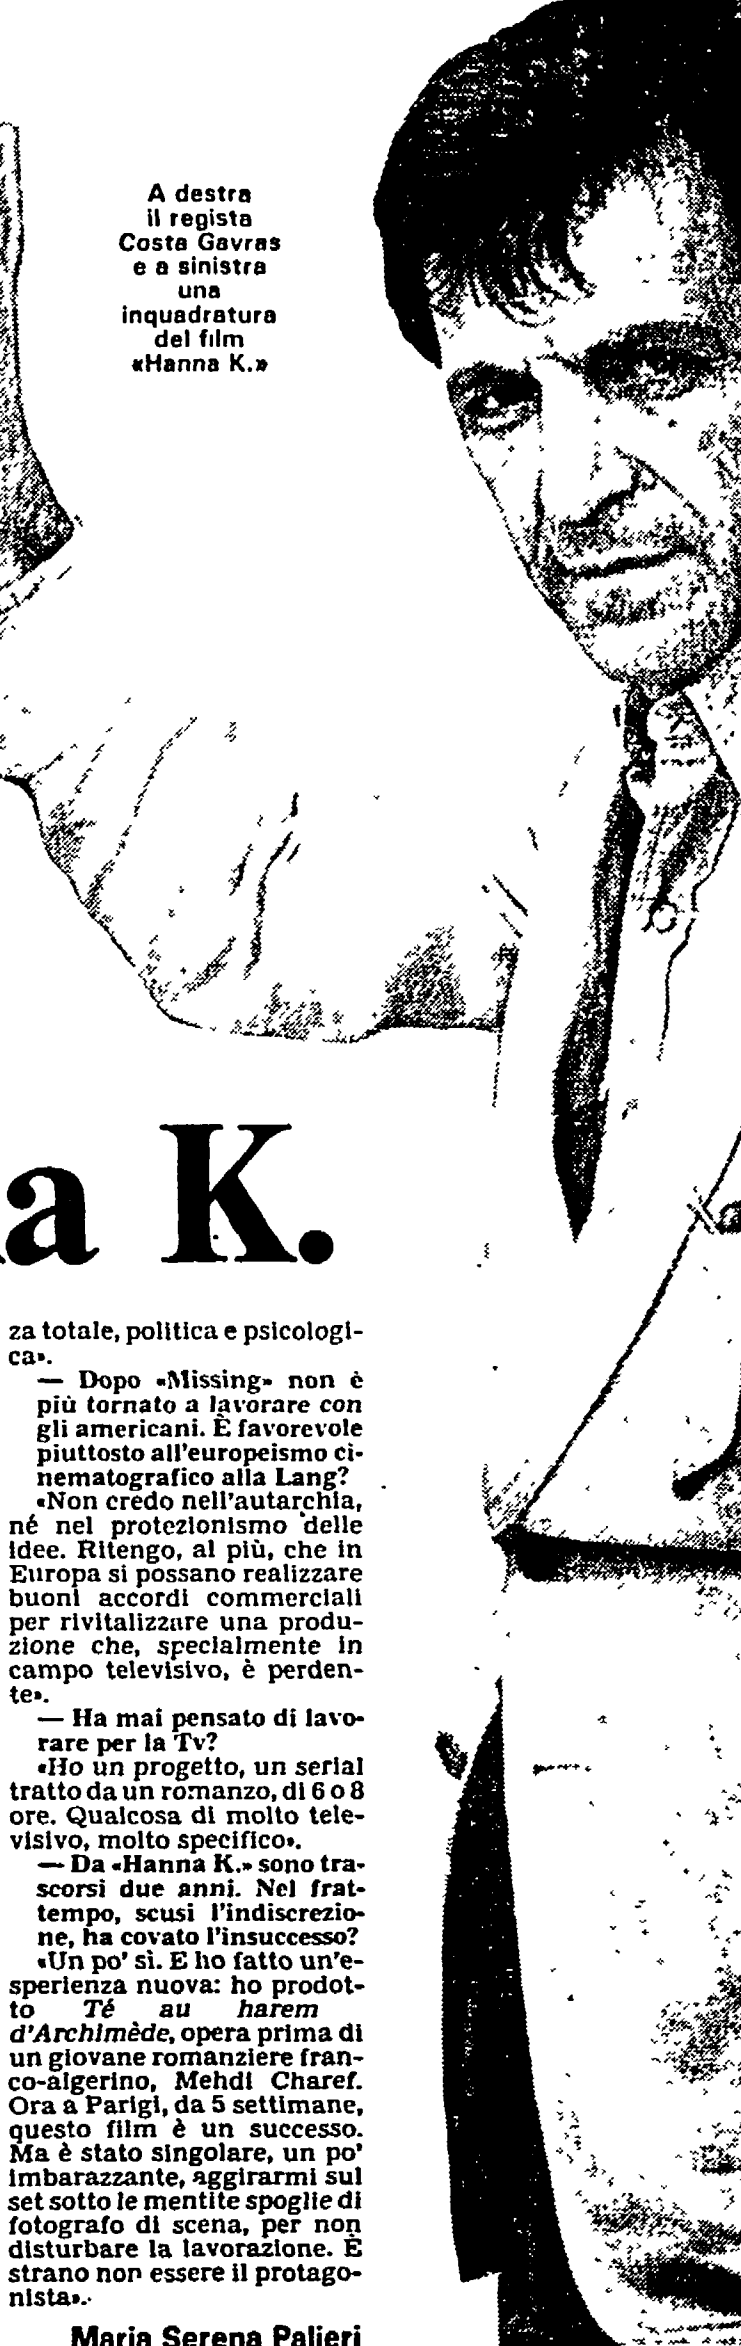 A destra
il regista
Costa Gavras
e a sinistra
una
inquadratura
del film
«Hanna K.»
a K.
za totale, politica e psicologi-
ca».
— Dopo «Missing» non è
più tornato a lavorare con
gli americani. È favorevole
piuttosto all'europeismo ci-
nematografico alla Lang?
«Non credo nell'autarchia,
né nel protezionismo delle
idee. Ritengo, al più, che in
Europa si possano realizzare
buoni accordi commerciali
per rivitalizzare una produ-
zione che, specialmente in
campo televisivo, è perden-
te».
— Ha mai pensato di lavo-
rare per la Tv?
«Ho un progetto, un serial
tratto da un romanzo, di 6 o 8
ore. Qualcosa di molto tele-
visivo, molto specifico».
— Da «Hanna K.» sono tra-
scorsi due anni. Nel frat-
tempo, scusi l'indiscrezio-
ne, ha covato l'insuccesso?
«Un po' sì. E ho fatto un'e-
sperienza nuova: ho prodot-
to Té au harem
d'Archimède, opera prima di
un giovane romanziere fran-
co-algerino, Mehdi Charef.
Ora a Parigi, da 5 settimane,
questo film è un successo.
Ma è stato singolare, un po'
imbarazzante, aggirarmi sul
set sotto le mentite spoglie di
fotografo di scena, per non
disturbare la lavorazione. È
strano non essere il protago-
nista».
Maria Serena Palieri